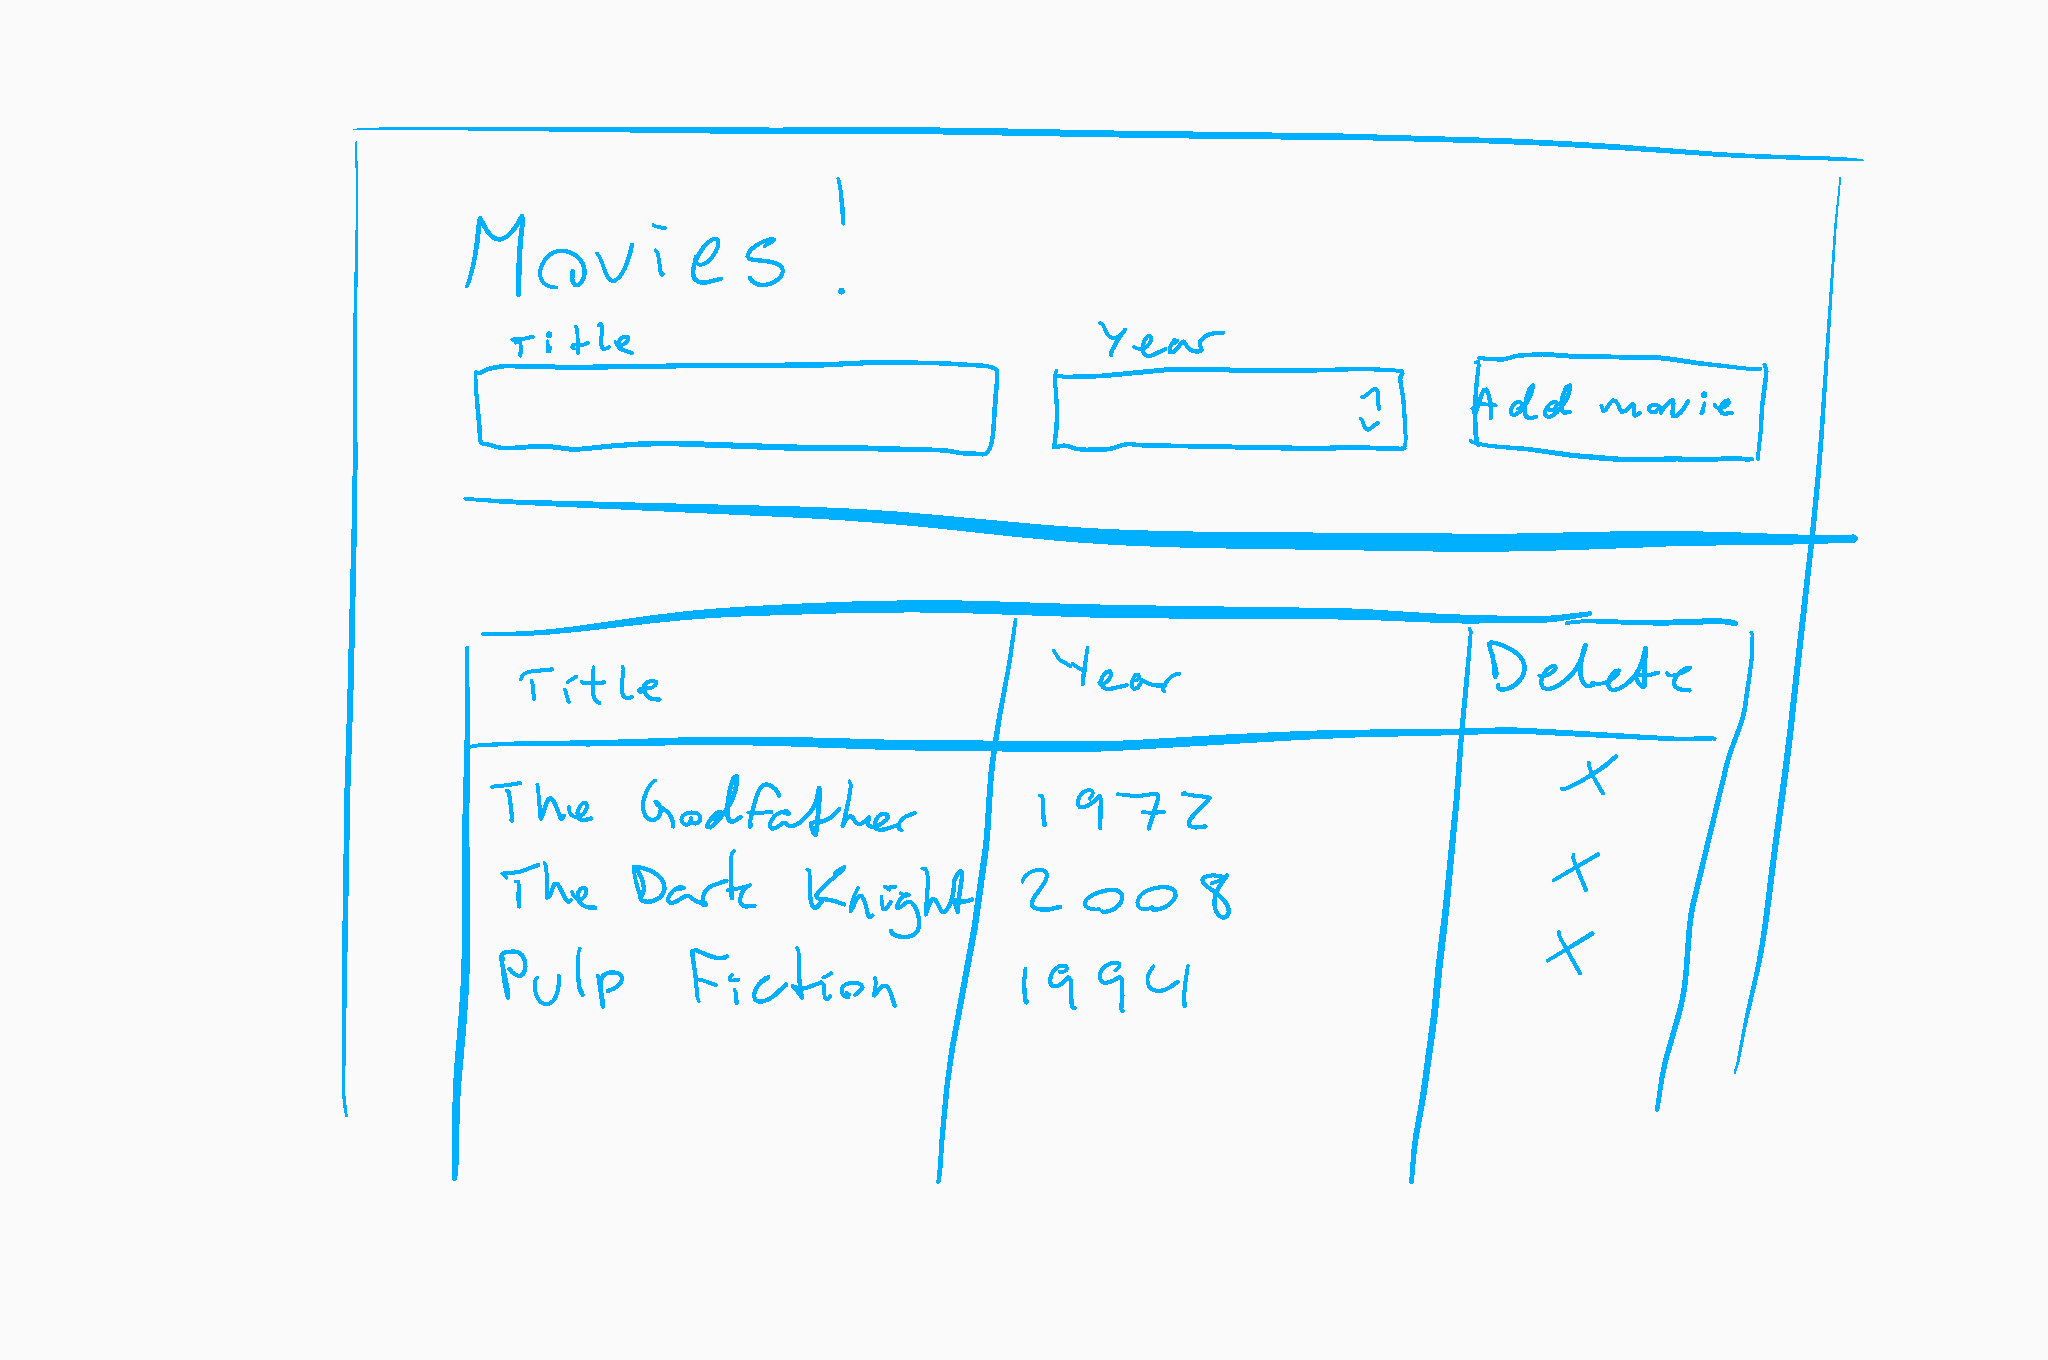 Movies!
Title Year
Add movie
Title Year Delete
The Godfather 1972 X
The Dark Knight 2008 X
Pulp Fiction 1994 X